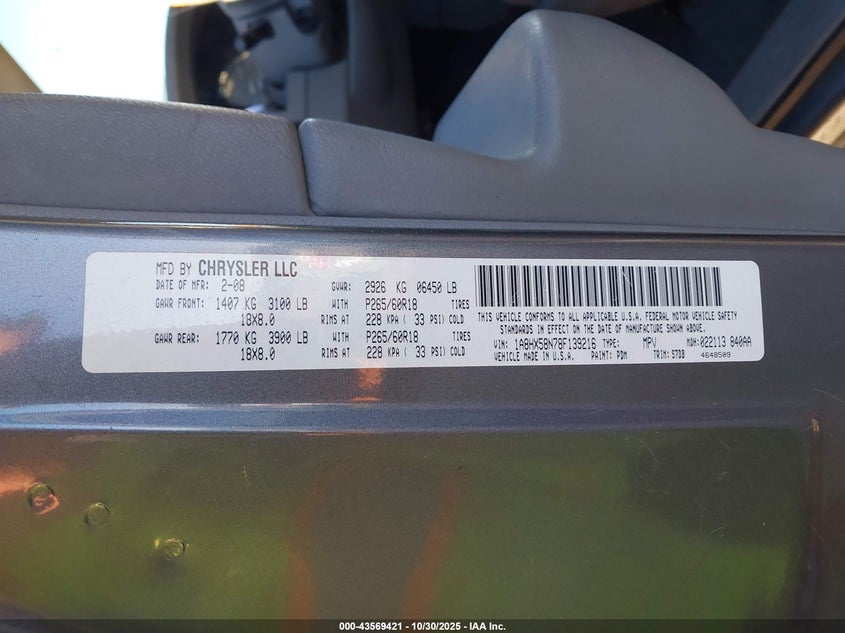 MFD BY CHRYSLER LLC
DATE OF MFR: 2-08 GVWR: 2926 KG 06450 LB
GAWR FRONT: 1407 KG 3100 LB WITH P265/60R18 TIRES
18X8.0 RIMS AT 228 KPA ( 33 PSI) COLD
GAWR REAR: 1770 KG 3900 LB WITH P265/60R18 TIRES
18X8.0 RIMS AT 228 KPA ( 33 PSI) COLD
THIS VEHICLE CONFORMS TO ALL APPLICABLE U.S.A. FEDERAL MOTOR VEHICLE SAFETY
STANDARDS IN EFFECT ON THE DATE OF MANUFACTURE SHOWN ABOVE.
VIN: 1A8HX58N78F139216 TYPE: MPV MDH: 022113 840AA
VEHICLE MADE IN U.S.A. PAINT: PDM TRIM: S7DB 4648509
000-43569421 - 10/30/2025 - IAA Inc.